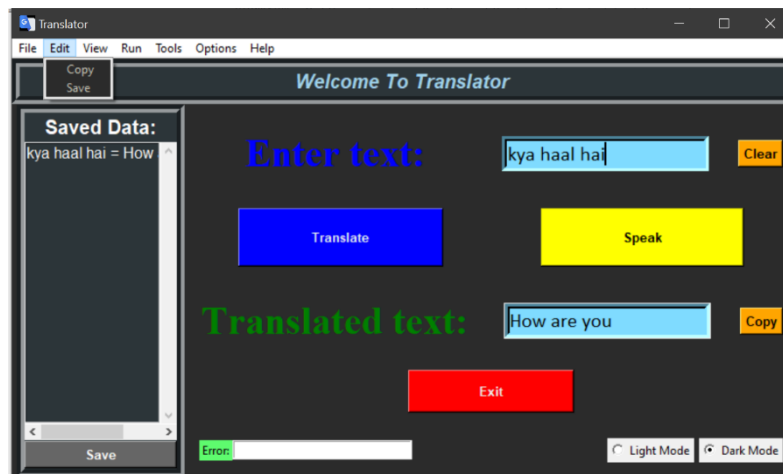 Translator
File Edit View Run Tools Options Help
Copy
Save
Welcome To Translator
Saved Data:
kya haal hai = How
Enter text:
kya haal hai
Clear
Translate
Speak
Translated text:
How are you
Copy
Exit
Save
Error:
Light Mode
Dark Mode